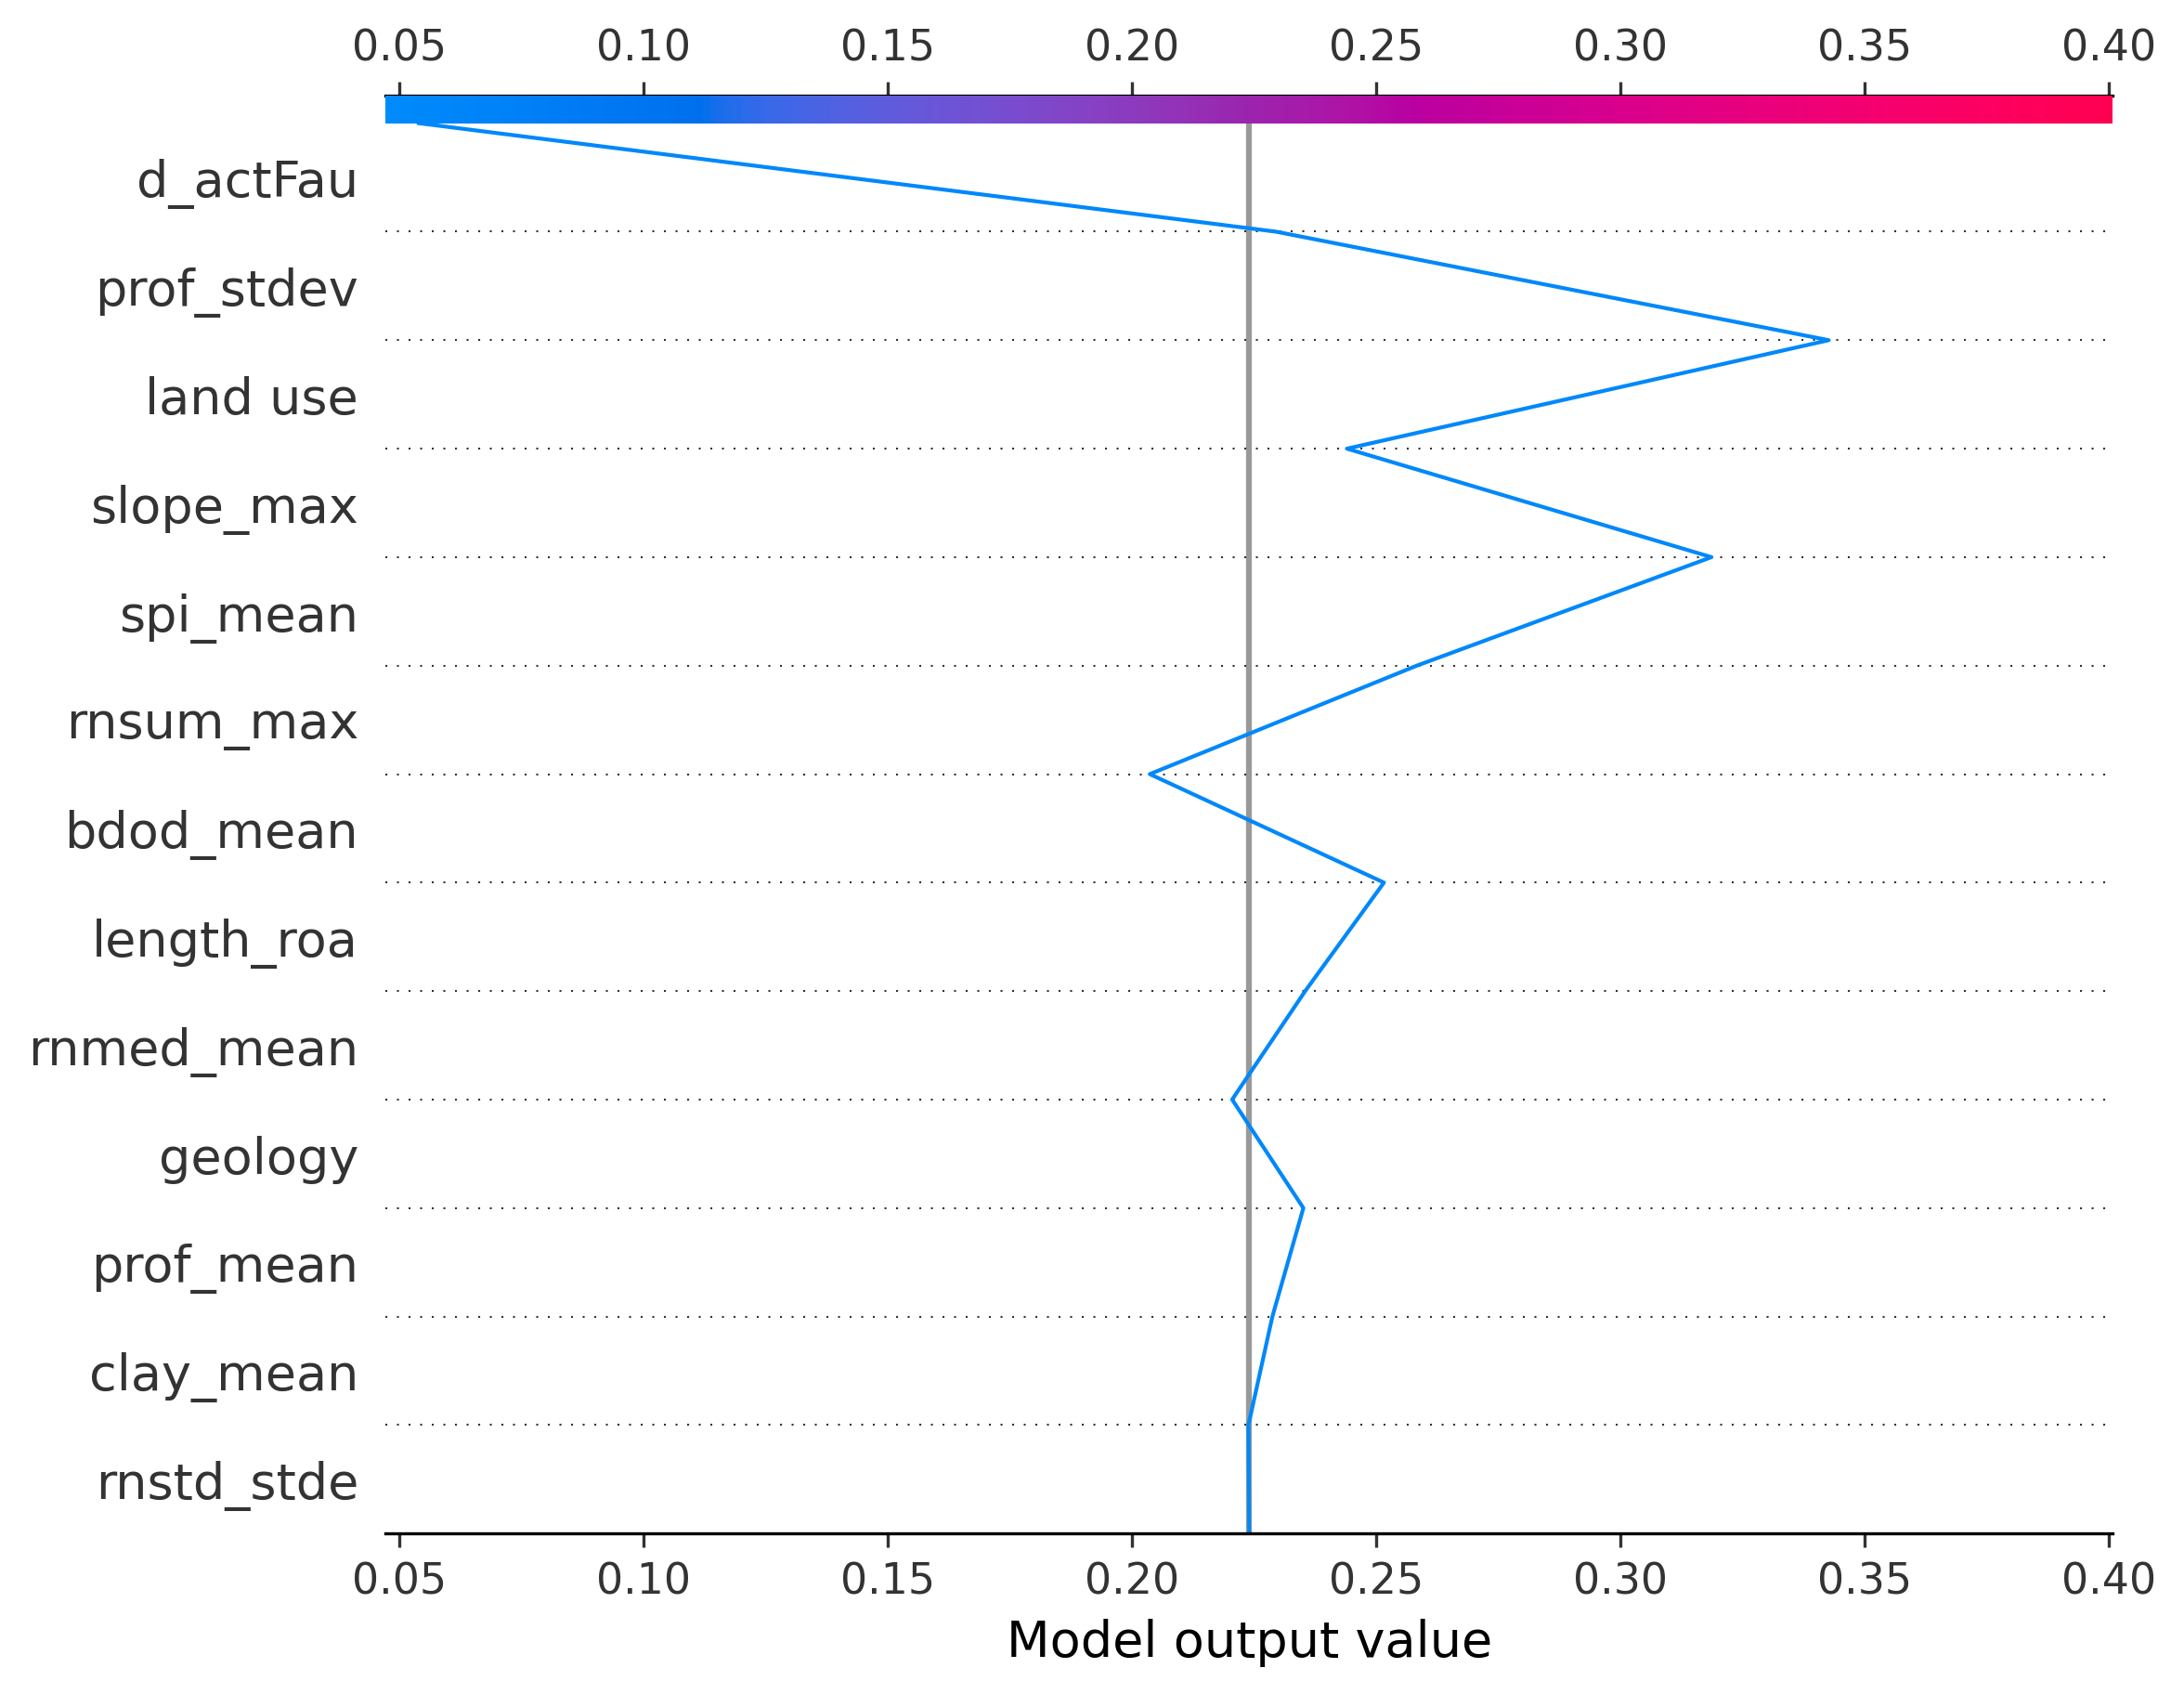 0.05 0.10 0.15 0.20 0.25 0.30 0.35 0.40
d_actFau
prof_stdev
land use
slope_max
spi_mean
rnsum_max
bdod_mean
length_roa
rnmed_mean
geology
prof_mean
clay_mean
rnstd_stde
0.05 0.10 0.15 0.20 0.25 0.30 0.35 0.40
Model output value